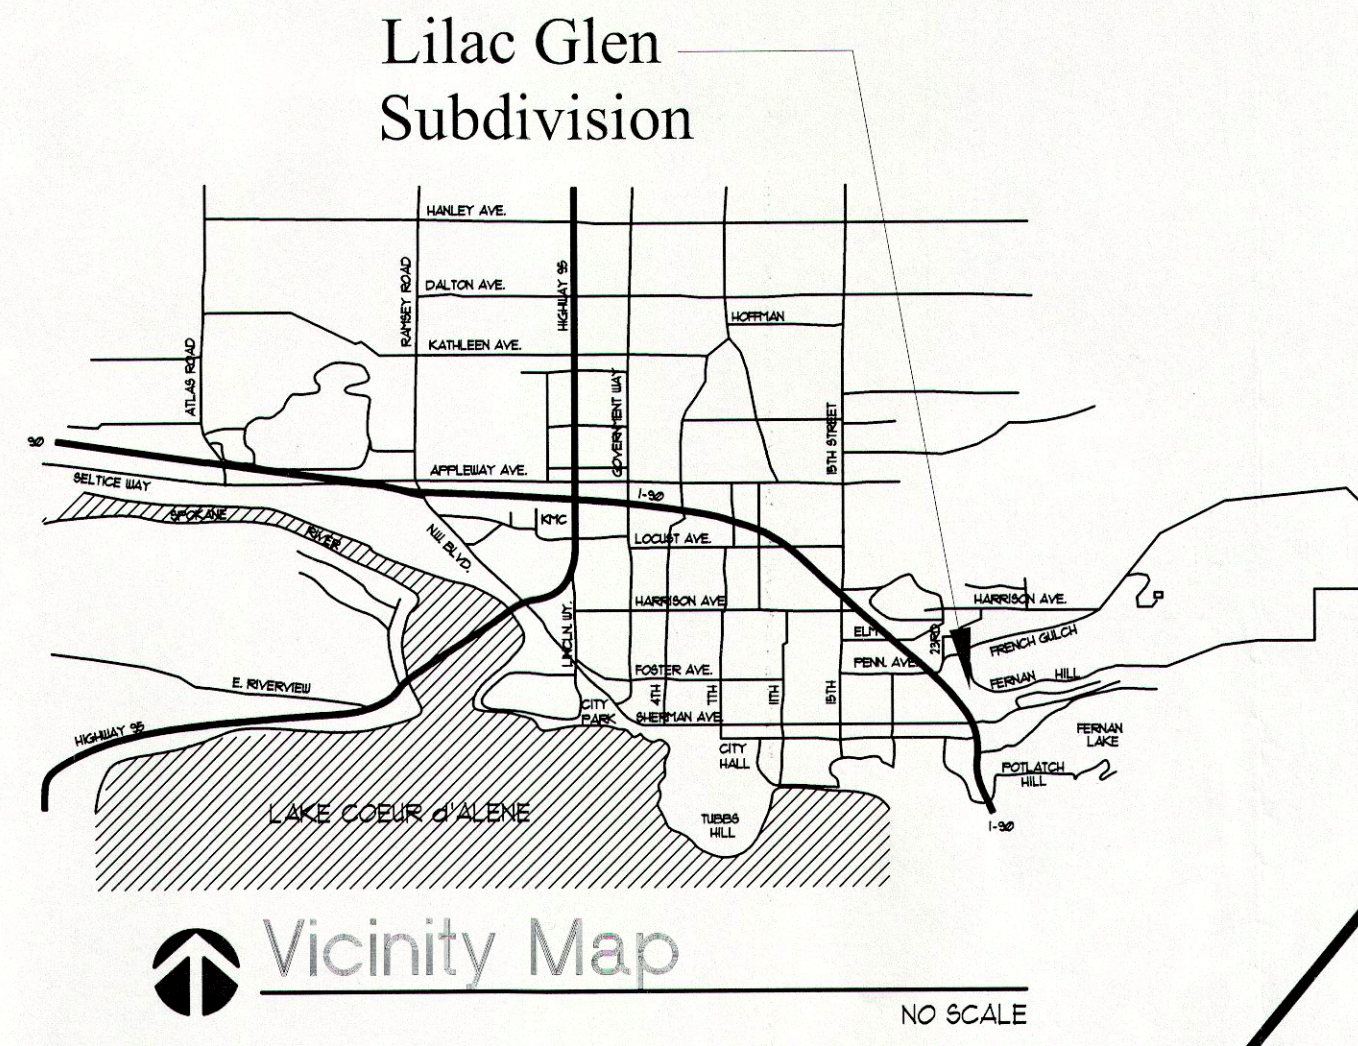 Lilac Glen
Subdivision
HANLEY AVE.
DALTON AVE.
HOFFMAN
KATHLEEN AVE.
RAMSEY ROAD
HIGHWAY 95
ATLAS ROAD
GOVERNMENT WAY
15TH STREET
90
APPLEWAY AVE.
SELTICE WAY
I-90
SPOKANE
RIVER
KMC
N.W. BLVD.
LOCUST AVE.
HARRISON AVE
HARRISON AVE.
LINCLN. WY.
ELM
23RD
FRENCH GULCH
PENN. AVE.
FOSTER AVE.
FERNAN HILL
E. RIVERVIEW
4TH
7TH
11TH
15TH
CITY
PARK
SHERMAN AVE.
HIGHWAY 95
FERNAN
LAKE
CITY
HALL
POTLATCH
HILL
LAKE COEUR d'ALENE
TUBBS
HILL
I-90
Vicinity Map
NO SCALE